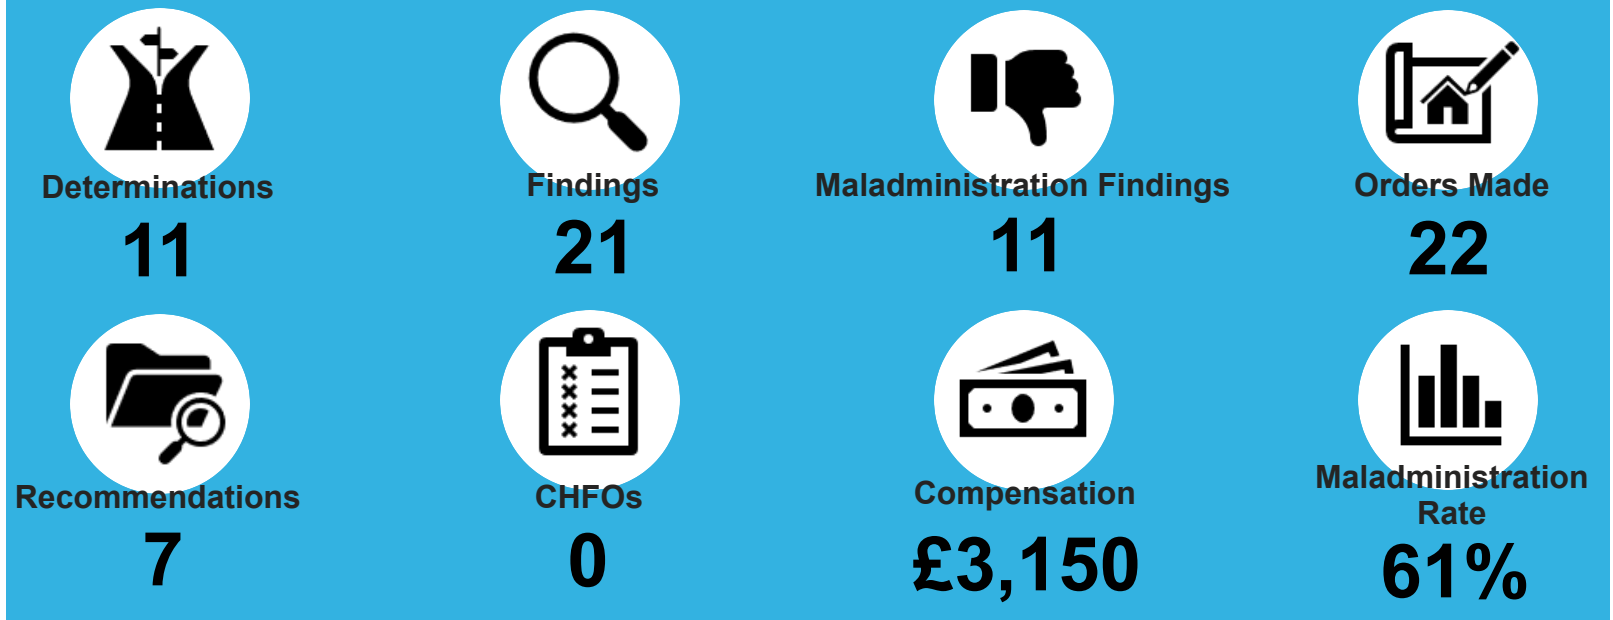 Determinations
11
Findings
21
Maladministration Findings
11
Orders Made
22
Recommendations
7
CHFOs
0
Compensation
£3,150
Maladministration
Rate
61%